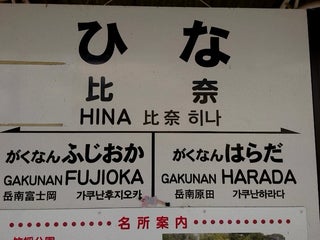 ひな
比奈
HINA 比奈 히나
がくなんふじおか
GAKUNAN FUJIOKA
岳南富士岡 가쿠난후지오카
がくなんはらだ
GAKUNAN HARADA
岳南原田 가쿠난하라다
名所案内